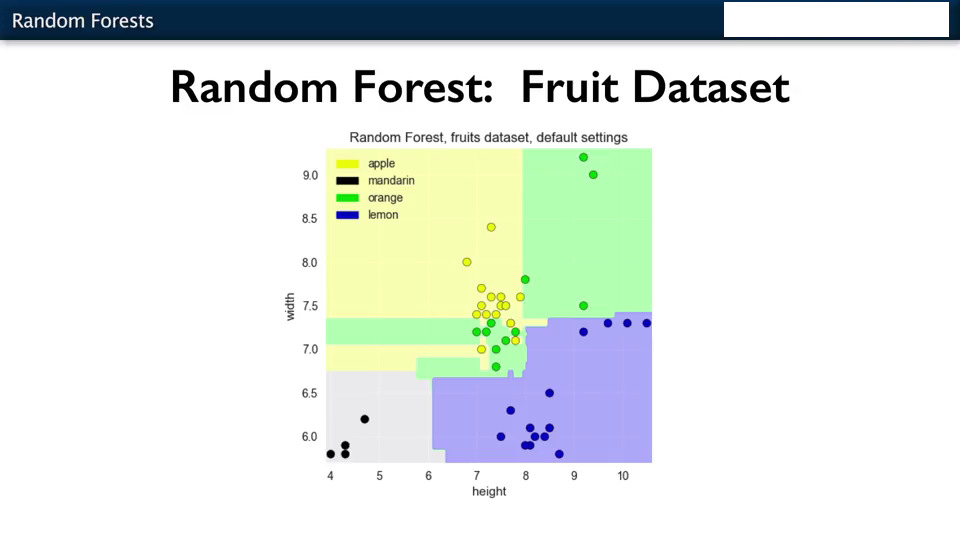 Random Forests
Random Forest: Fruit Dataset
Random Forest, fruits dataset, default settings
apple
mandarin
orange
lemon
9.0
8.5
8.0
7.5
7.0
6.5
6.0
width
4 5 6 7 8 9 10
height